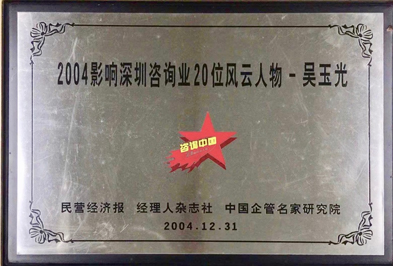 2004影响深圳咨询业20位风云人物-吴玉光
咨询中国
民营经济报 经理人杂志社 中国企管名家研究院
2004.12.31